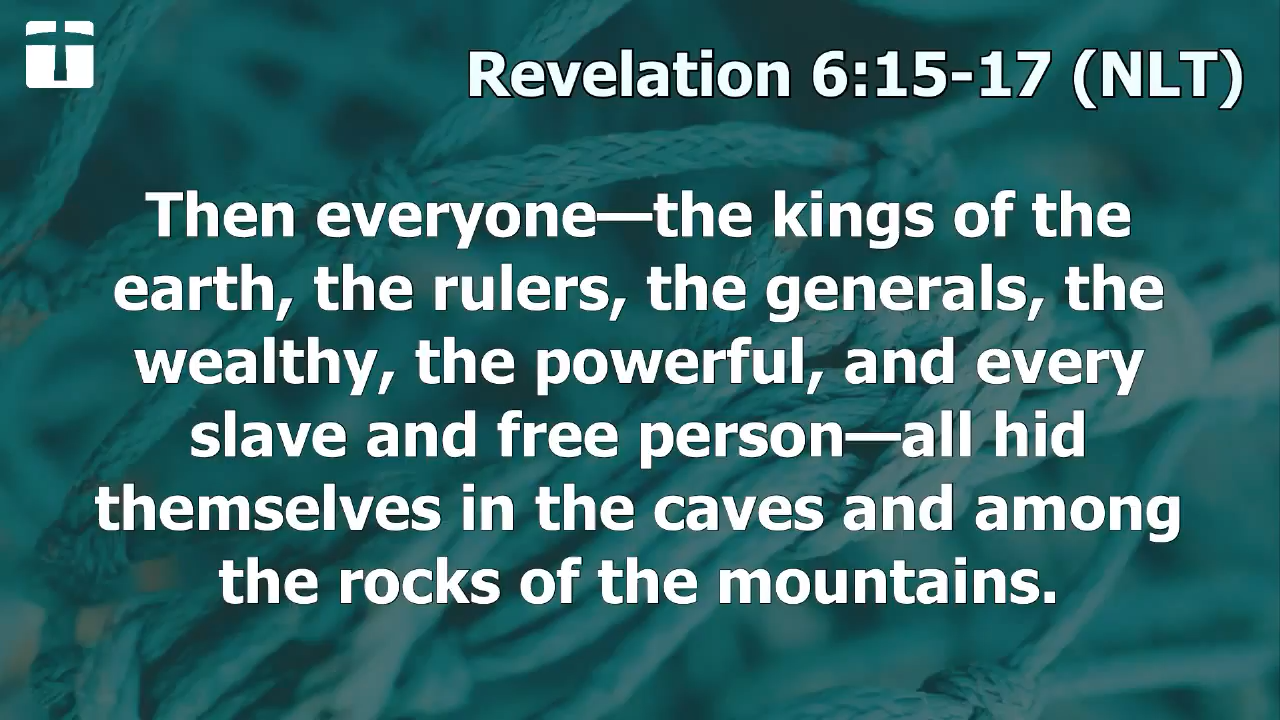 Revelation 6:15-17 (NLT)
Then everyone—the kings of the
earth, the rulers, the generals, the
wealthy, the powerful, and every
slave and free person—all hid
themselves in the caves and among
the rocks of the mountains.